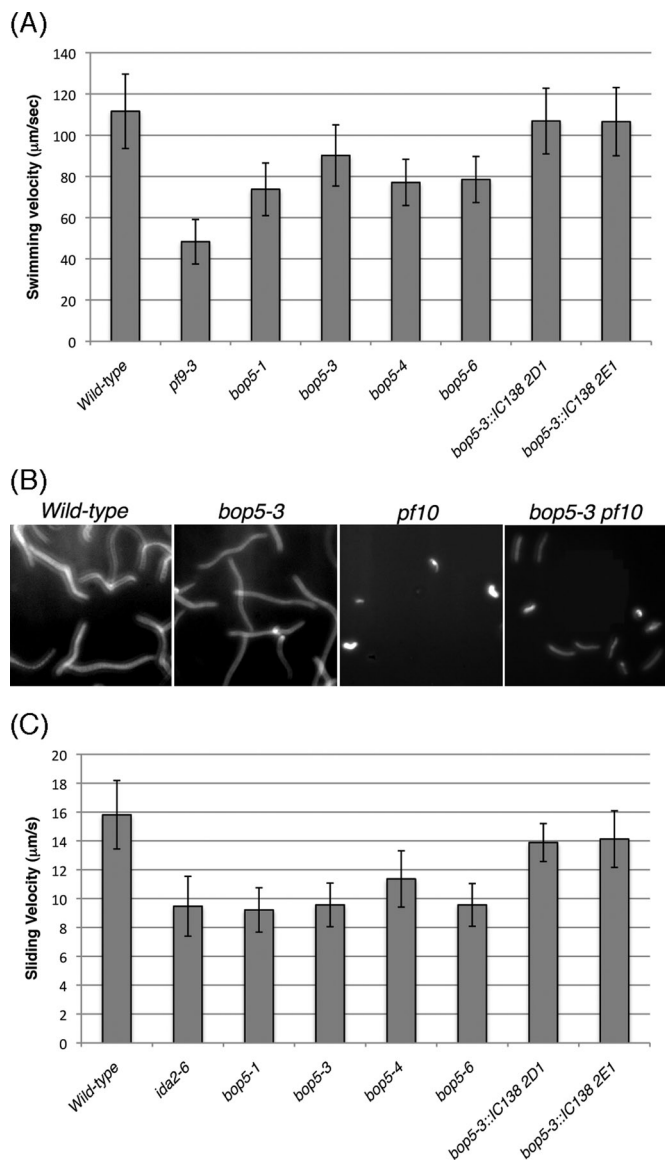 (A)
Swimming velocity (μm/sec)
140
120
100
80
60
40
20
0
Wild-type
pf9-3
bop5-1
bop5-3
bop5-4
bop5-6
bop5-3::IC138 2D1
bop5-3::IC138 2E1
(B)
Wild-type bop5-3 pf10 bop5-3 pf10
(C)
Sliding Velocity (μm/s)
20
18
16
14
12
10
8
6
4
2
0
Wild-type
ida2-6
bop5-1
bop5-3
bop5-4
bop5-6
bop5-3::IC138 2D1
bop5-3::IC138 2E1